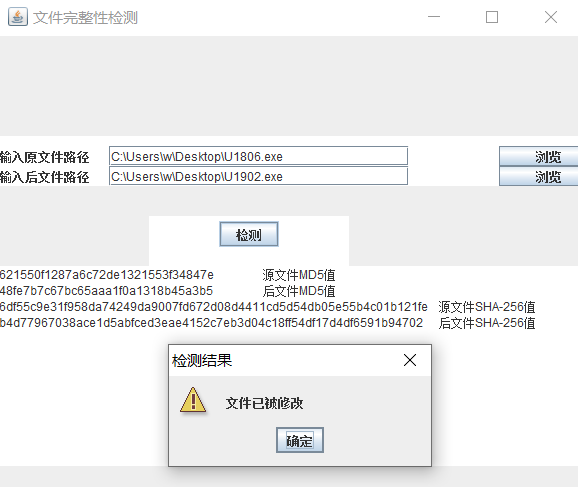 文件完整性检测
输入原文件路径 C:\Users\w\Desktop\U1806.exe 浏览
输入后文件路径 C:\Users\w\Desktop\U1902.exe 浏览
检测
621550f1287a6c72de1321553f34847e 源文件MD5值
48fe7b7c67bc65aaa1f0a1318b45a3b5 后文件MD5值
6df55c9e31f958da74249da9007fd672d08d4411cd5d54db05e55b4c01b121fe 源文件SHA-256值
b4d77967038ace1d5abfced3eae4152c7eb3d04c18ff54df17d4df6591b94702 后文件SHA-256值
检测结果
文件已被修改
确定